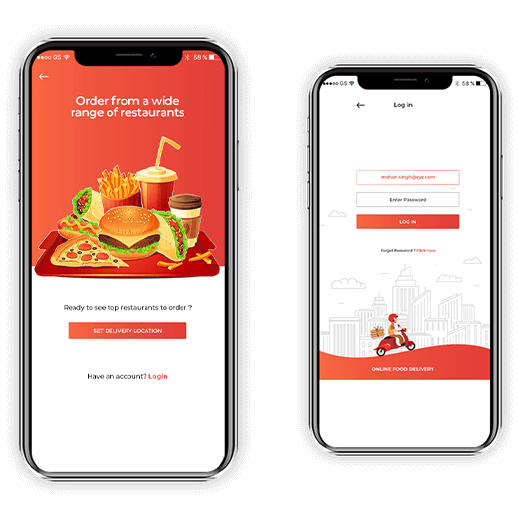 GS
58 %
Order from a wide
range of restaurants
Ready to see top restaurants to order ?
SET DELIVERY LOCATION
Have an account? Login
GS
58 %
Log in
mohan.singh@xyz.com
Enter Password
LOG IN
Forgot Password ? Click here
ONLINE FOOD DELIVERY